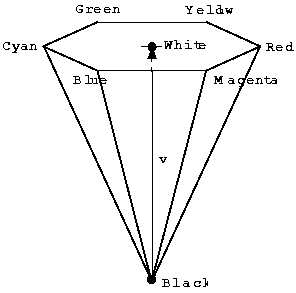 Green
Yellow
Cyan
White
Red
Blue
Magenta
v
Black